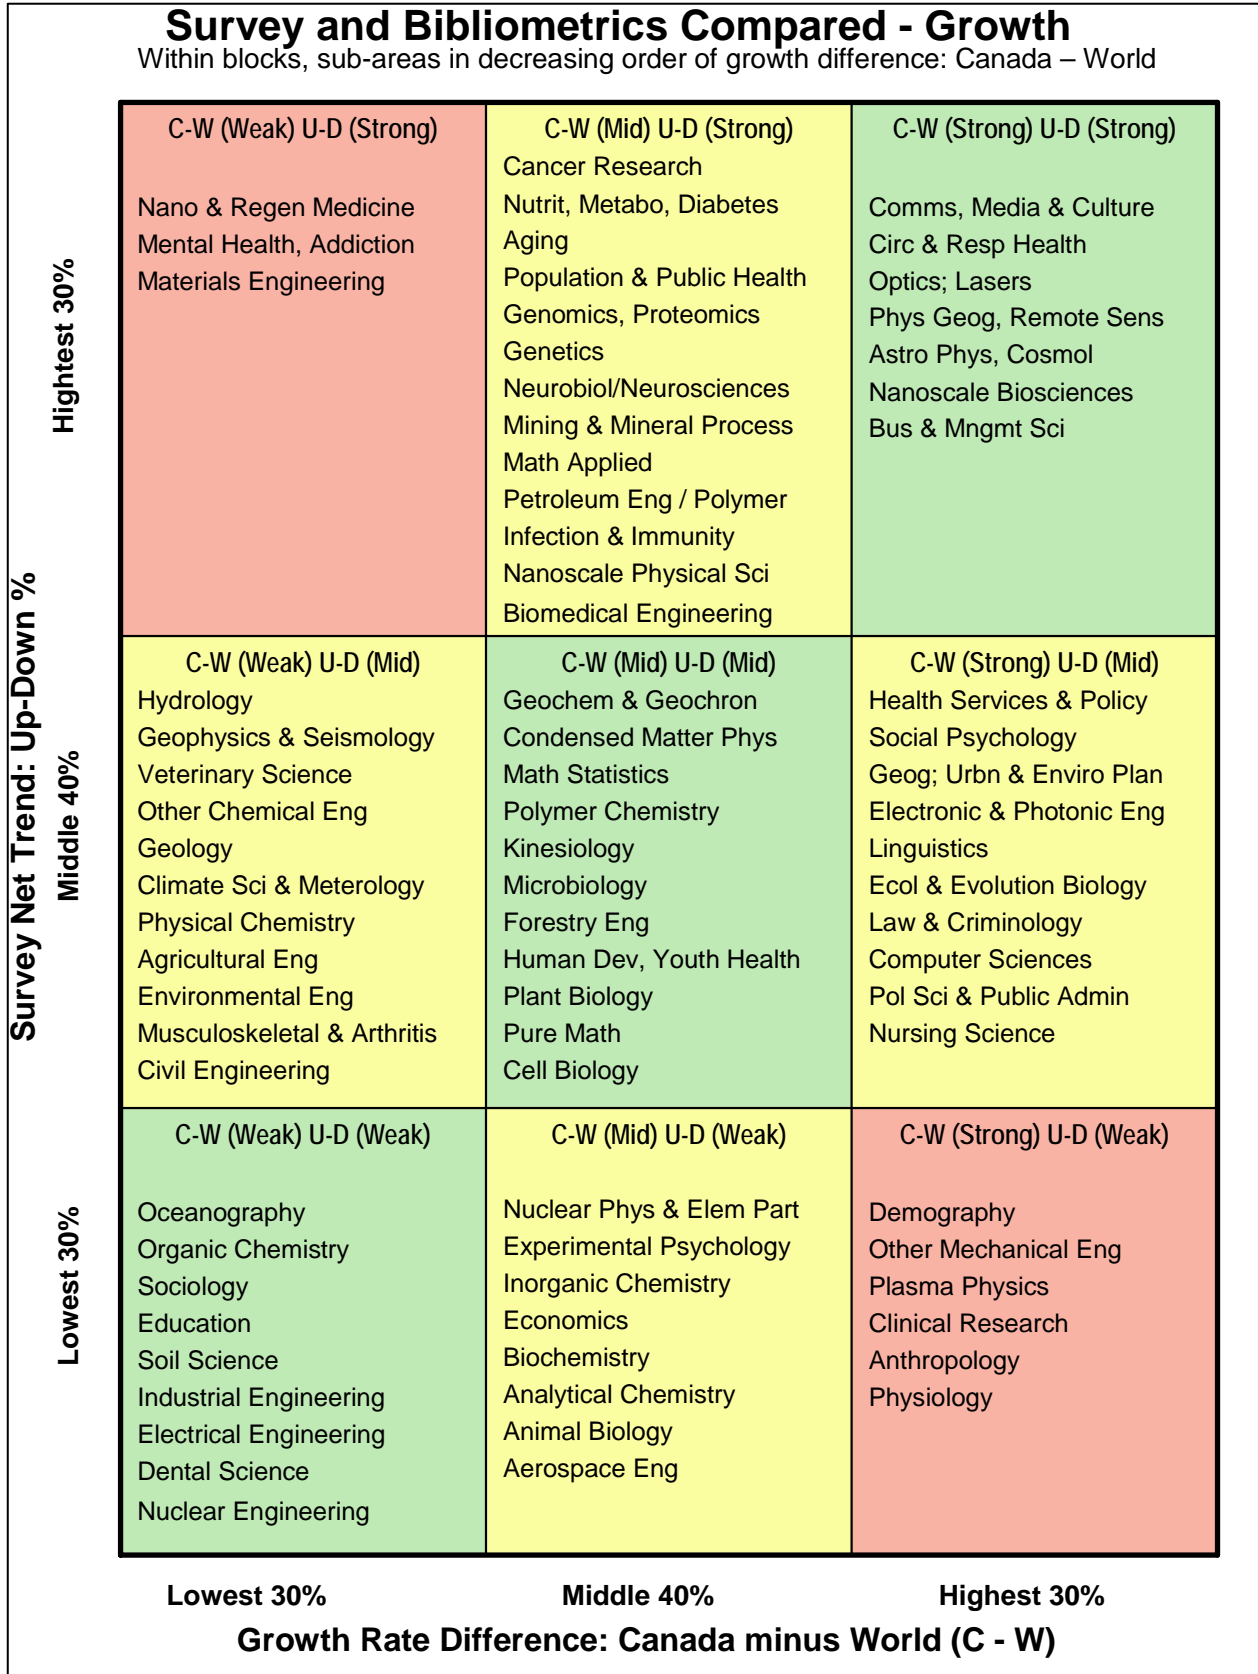 Survey and Bibliometrics Compared - Growth
Within blocks, sub-areas in decreasing order of growth difference: Canada – World
Survey Net Trend: Up-Down %
Hightest 30%
C-W (Weak) U-D (Strong)
Nano & Regen Medicine
Mental Health, Addiction
Materials Engineering
C-W (Mid) U-D (Strong)
Cancer Research
Nutrit, Metabo, Diabetes
Aging
Population & Public Health
Genomics, Proteomics
Genetics
Neurobiol/Neurosciences
Mining & Mineral Process
Math Applied
Petroleum Eng / Polymer
Infection & Immunity
Nanoscale Physical Sci
Biomedical Engineering
C-W (Strong) U-D (Strong)
Comms, Media & Culture
Circ & Resp Health
Optics; Lasers
Phys Geog, Remote Sens
Astro Phys, Cosmol
Nanoscale Biosciences
Bus & Mngmt Sci
Middle 40%
C-W (Weak) U-D (Mid)
Hydrology
Geophysics & Seismology
Veterinary Science
Other Chemical Eng
Geology
Climate Sci & Meterology
Physical Chemistry
Agricultural Eng
Environmental Eng
Musculoskeletal & Arthritis
Civil Engineering
C-W (Mid) U-D (Mid)
Geochem & Geochron
Condensed Matter Phys
Math Statistics
Polymer Chemistry
Kinesiology
Microbiology
Forestry Eng
Human Dev, Youth Health
Plant Biology
Pure Math
Cell Biology
C-W (Strong) U-D (Mid)
Health Services & Policy
Social Psychology
Geog; Urbn & Enviro Plan
Electronic & Photonic Eng
Linguistics
Ecol & Evolution Biology
Law & Criminology
Computer Sciences
Pol Sci & Public Admin
Nursing Science
Lowest 30%
C-W (Weak) U-D (Weak)
Oceanography
Organic Chemistry
Sociology
Education
Soil Science
Industrial Engineering
Electrical Engineering
Dental Science
Nuclear Engineering
C-W (Mid) U-D (Weak)
Nuclear Phys & Elem Part
Experimental Psychology
Inorganic Chemistry
Economics
Biochemistry
Analytical Chemistry
Animal Biology
Aerospace Eng
C-W (Strong) U-D (Weak)
Demography
Other Mechanical Eng
Plasma Physics
Clinical Research
Anthropology
Physiology
Lowest 30%
Middle 40%
Highest 30%
Growth Rate Difference: Canada minus World (C - W)